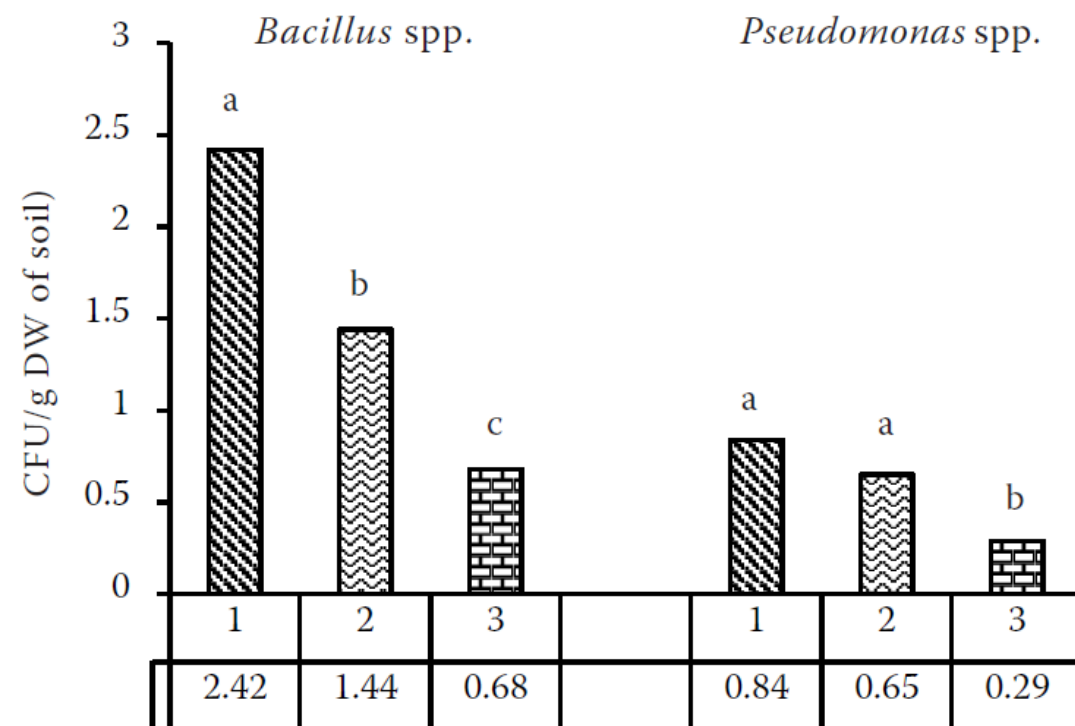 Bacillus spp.
Pseudomonas spp.
CFU/g DW of soil)
3
2.5
2
1.5
1
0.5
0
a
b
c
a
a
b
1 2 3 1 2 3
2.42 1.44 0.68 0.84 0.65 0.29